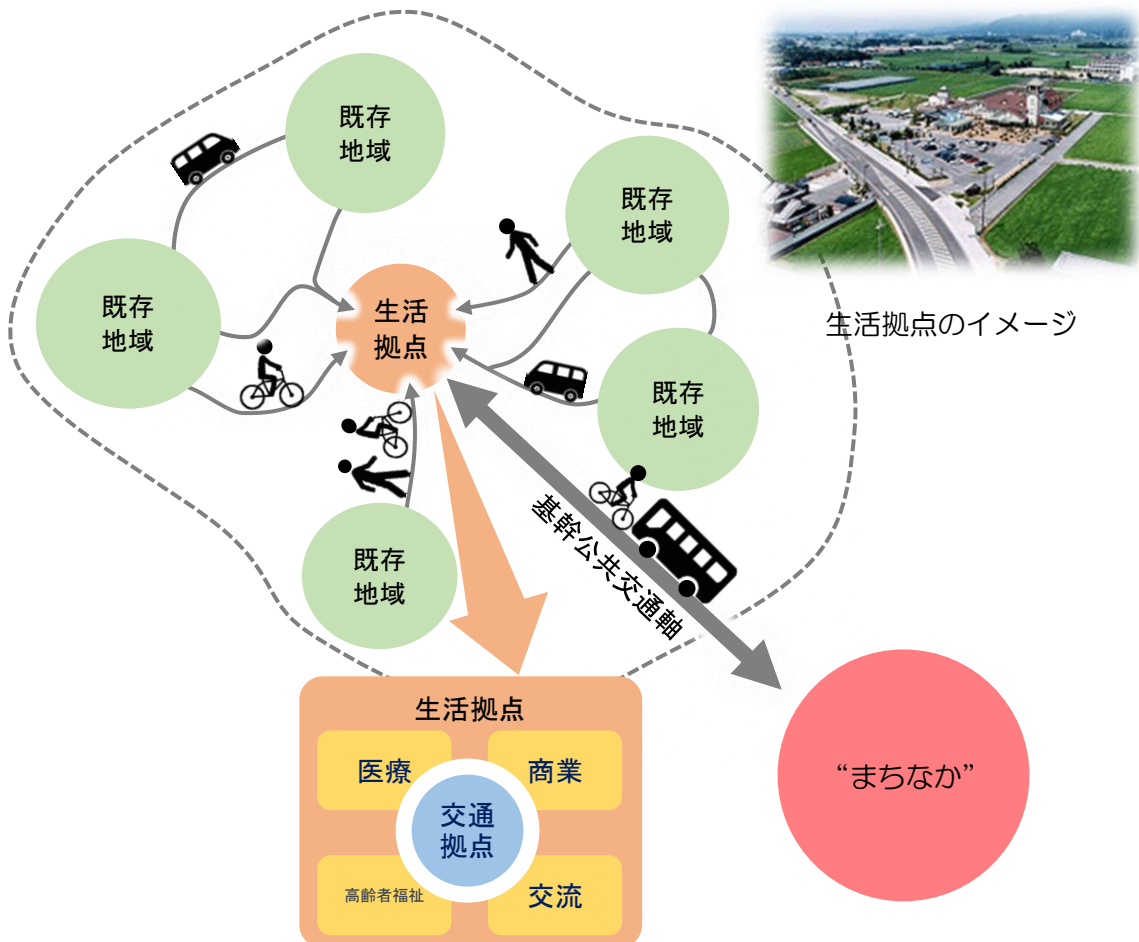 既存
地域
既存
地域
既存
地域
生活
拠点
生活拠点のイメージ
既存
地域
既存
地域
基幹公共交通軸
生活拠点
医療
商業
交通
拠点
高齢者福祉
交流
“まちなか”